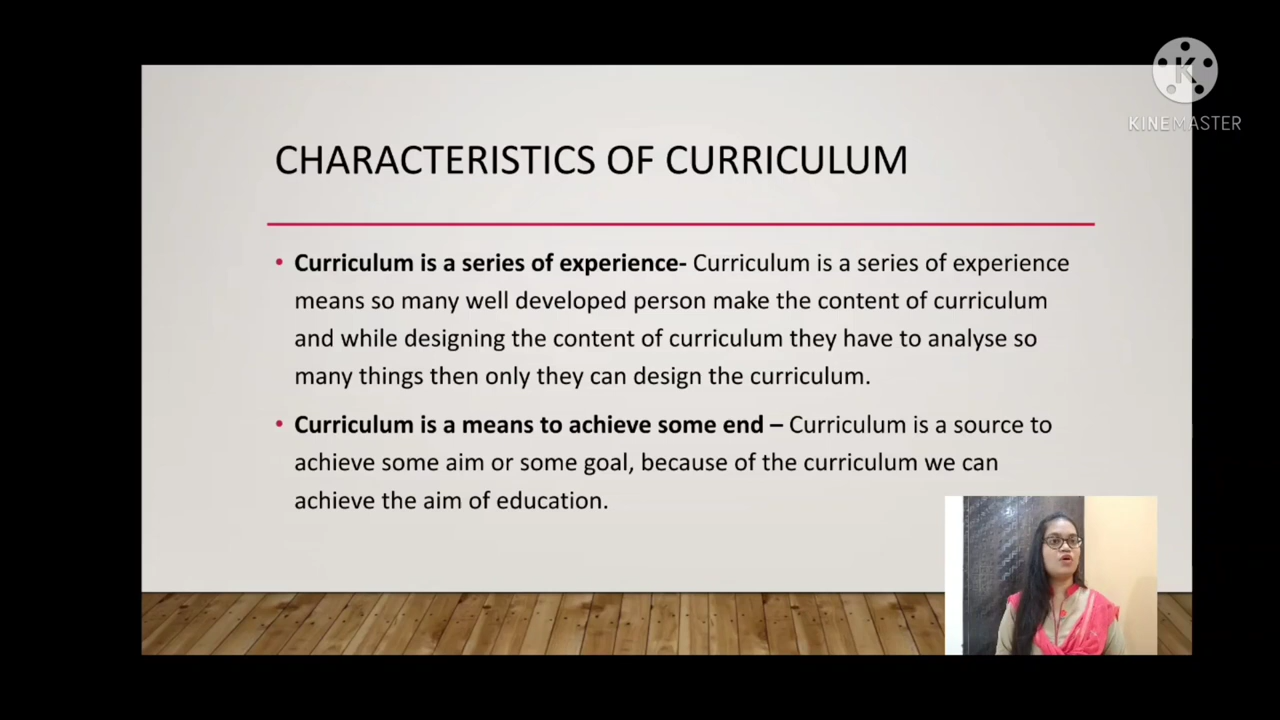 K
KINEMASTER
CHARACTERISTICS OF CURRICULUM
• Curriculum is a series of experience- Curriculum is a series of experience
means so many well developed person make the content of curriculum
and while designing the content of curriculum they have to analyse so
many things then only they can design the curriculum.
• Curriculum is a means to achieve some end – Curriculum is a source to
achieve some aim or some goal, because of the curriculum we can
achieve the aim of education.